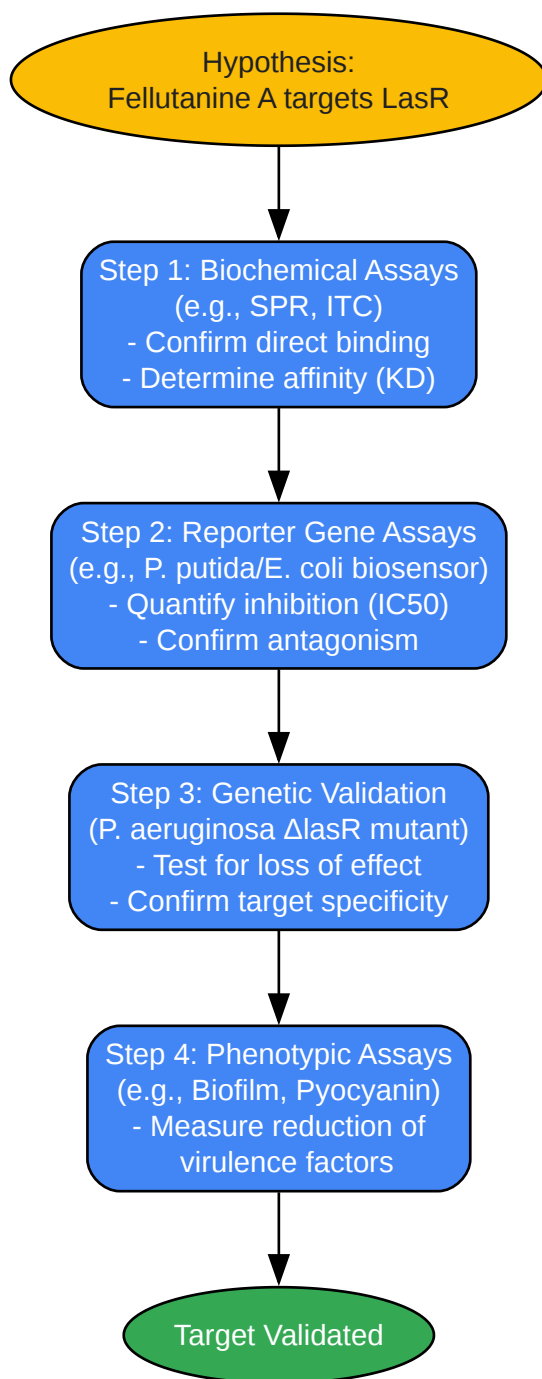 Hypothesis:
Fellutanine A targets LasR
Step 1: Biochemical Assays
(e.g., SPR, ITC)
- Confirm direct binding
- Determine affinity (KD)
Step 2: Reporter Gene Assays
(e.g., P. putida/E. coli biosensor)
- Quantify inhibition (IC50)
- Confirm antagonism
Step 3: Genetic Validation
(P. aeruginosa ΔlasR mutant)
- Test for loss of effect
- Confirm target specificity
Step 4: Phenotypic Assays
(e.g., Biofilm, Pyocyanin)
- Measure reduction of
virulence factors
Target Validated